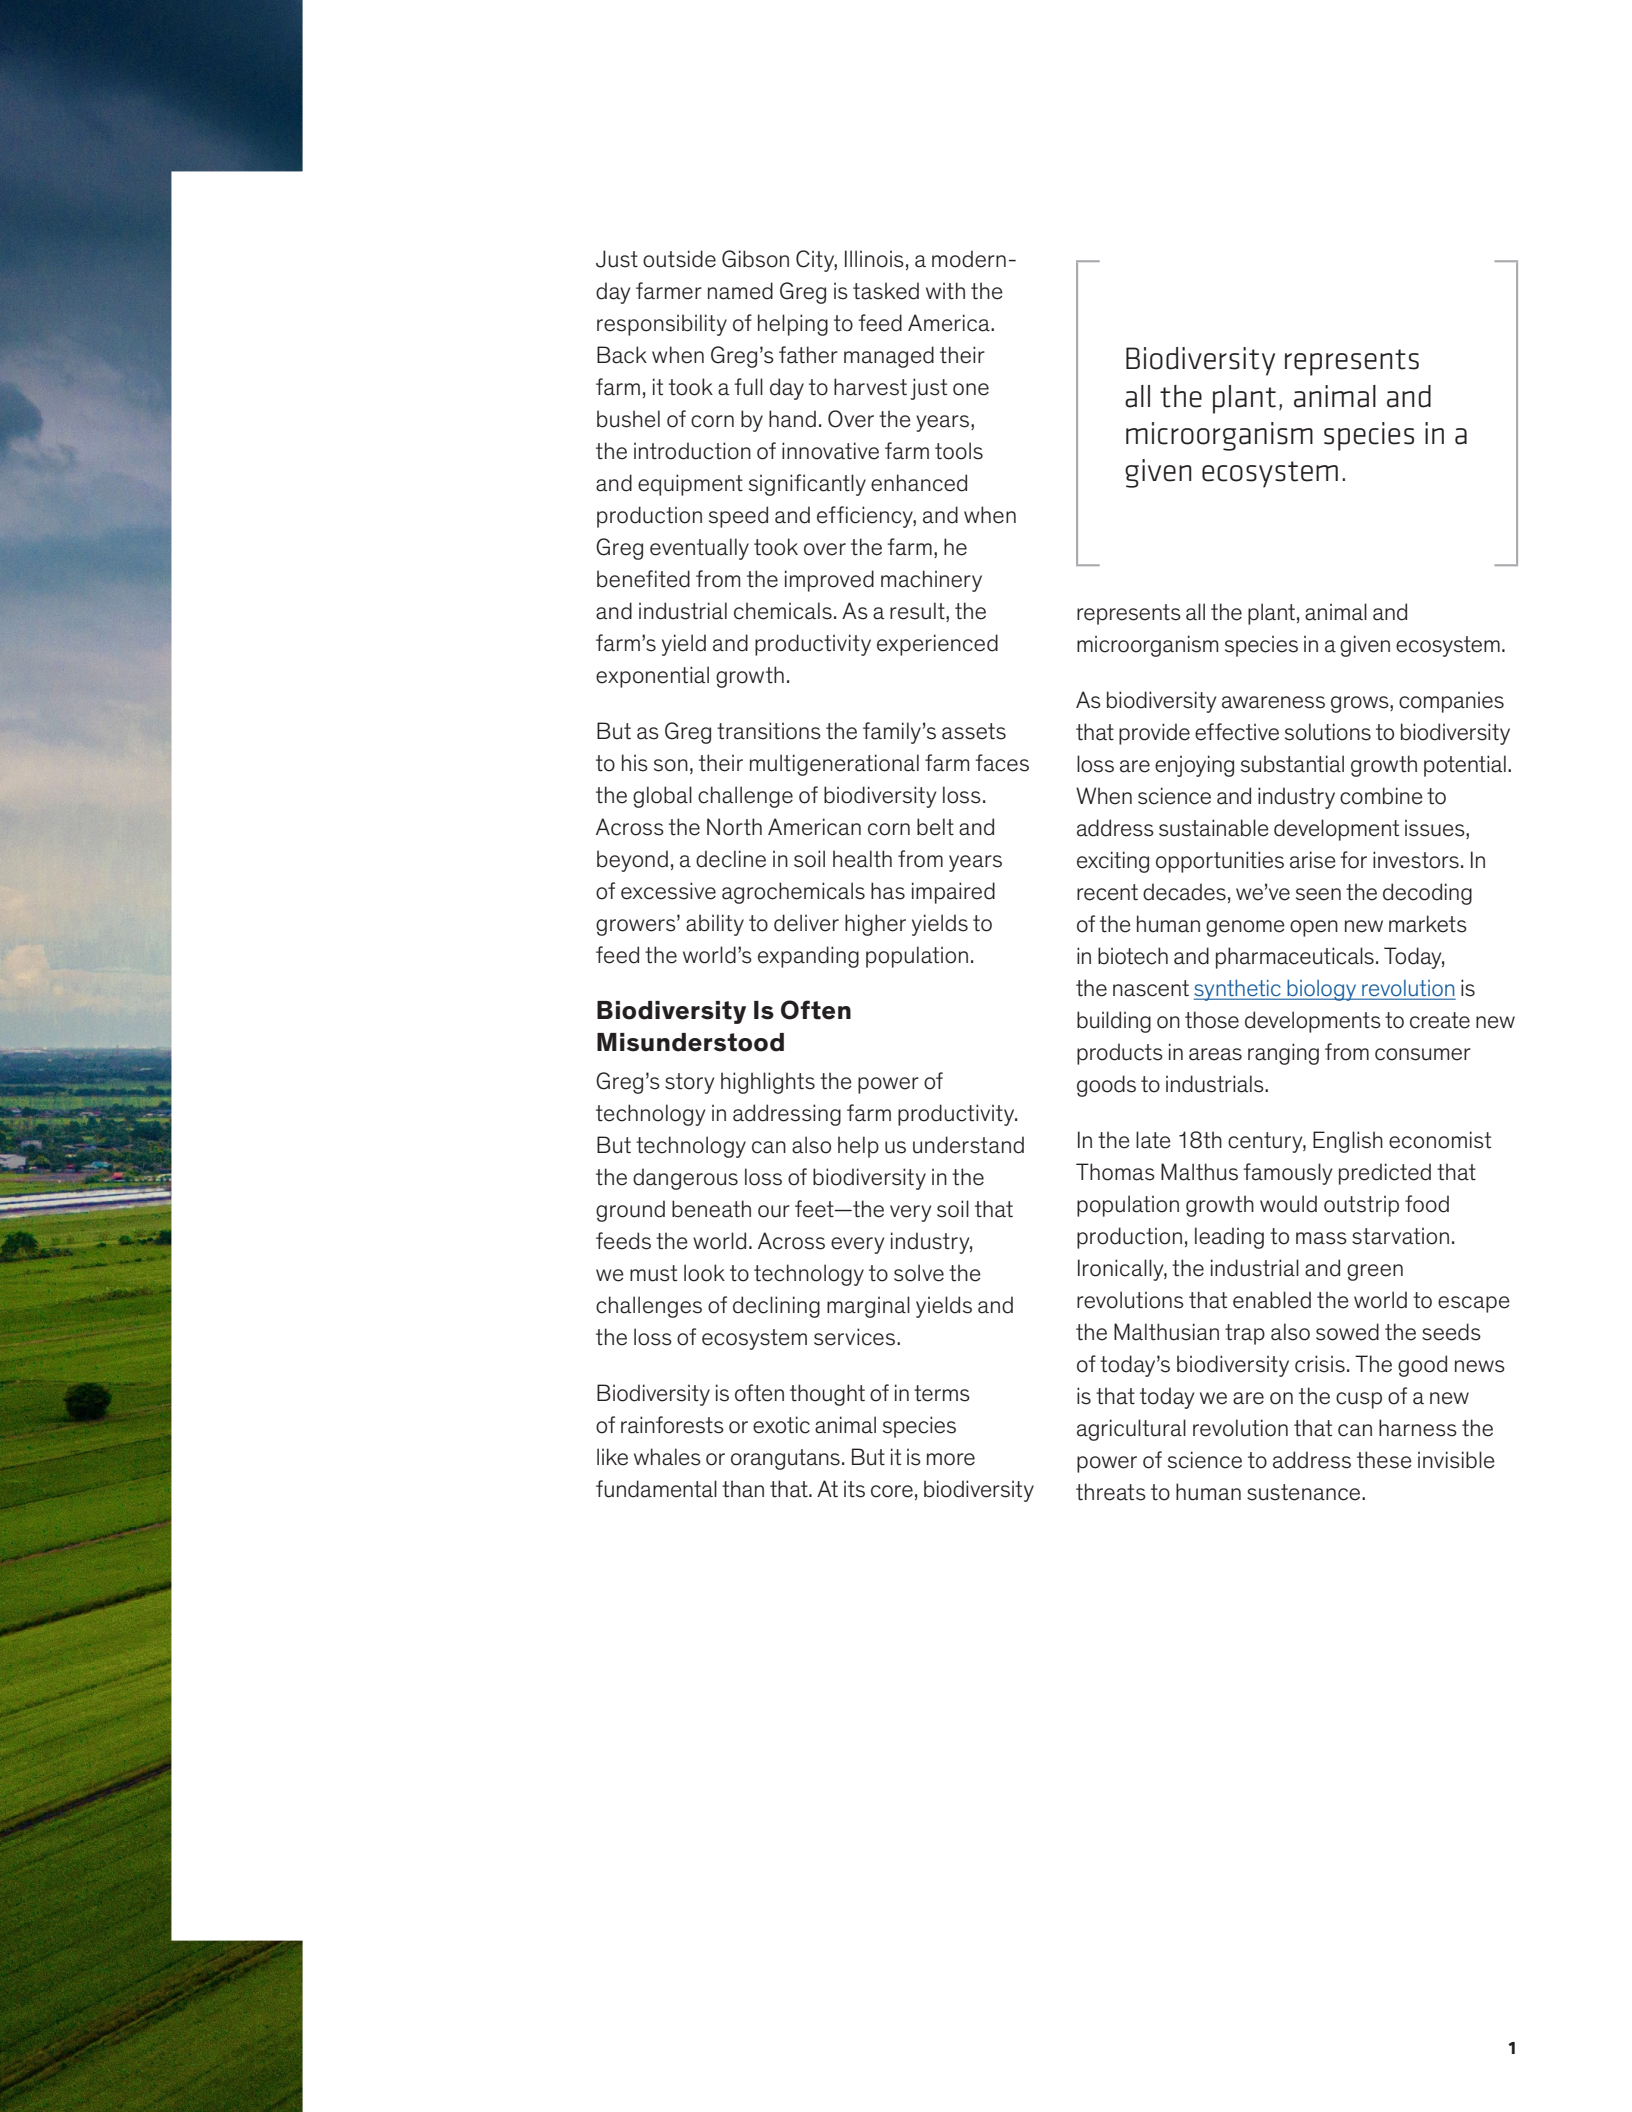 Just outside Gibson City, Illinois, a modern-
day farmer named Greg is tasked with the
responsibility of helping to feed America.
Back when Greg's father managed their
farm, it took a full day to harvest just one
bushel of corn by hand. Over the years,
the introduction of innovative farm tools
and equipment significantly enhanced
production speed and efficiency, and when
Greg eventually took over the farm, he
benefited from the improved machinery
and industrial chemicals. As a result, the
farm's yield and productivity experienced
exponential growth.
But as Greg transitions the family's assets
to his son, their multigenerational farm faces
the global challenge of biodiversity loss.
Across the North American corn belt and
beyond, a decline in soil health from years
of excessive agrochemicals has impaired
growers' ability to deliver higher yields to
feed the world's expanding population.
Biodiversity Is Often
Misunderstood
Greg's story highlights the power of
technology in addressing farm productivity.
But technology can also help us understand
the dangerous loss of biodiversity in the
ground beneath our feet—the very soil that
feeds the world. Across every industry,
we must look to technology to solve the
challenges of declining marginal yields and
the loss of ecosystem services.
Biodiversity is often thought of in terms
of rainforests or exotic animal species
like whales or orangutans. But it is more
fundamental than that. At its core, biodiversity
Biodiversity represents
all the plant, animal and
microorganism species in a
given ecosystem.
represents all the plant, animal and
microorganism species in a given ecosystem.
As biodiversity awareness grows, companies
that provide effective solutions to biodiversity
loss are enjoying substantial growth potential.
When science and industry combine to
address sustainable development issues,
exciting opportunities arise for investors. In
recent decades, we've seen the decoding
of the human genome open new markets
in biotech and pharmaceuticals. Today,
the nascent synthetic biology revolution is
building on those developments to create new
products in areas ranging from consumer
goods to industrials.
In the late 18th century, English economist
Thomas Malthus famously predicted that
population growth would outstrip food
production, leading to mass starvation.
Ironically, the industrial and green
revolutions that enabled the world to escape
the Malthusian trap also sowed the seeds
of today's biodiversity crisis. The good news
is that today we are on the cusp of a new
agricultural revolution that can harness the
power of science to address these invisible
threats to human sustenance.
1